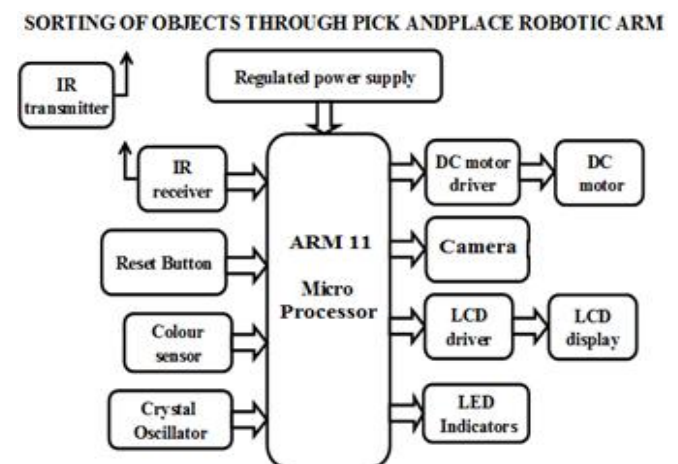 SORTING OF OBJECTS THROUGH PICK ANDPLACE ROBOTIC ARM
IR
transmitter
Regulated power supply
IR
receiver
Reset Button
Colour
sensor
Crystal
Oscillator
ARM 11
Micro
Processor
DC motor
driver
DC
motor
Camera
LCD
driver
LCD
display
LED
Indicators